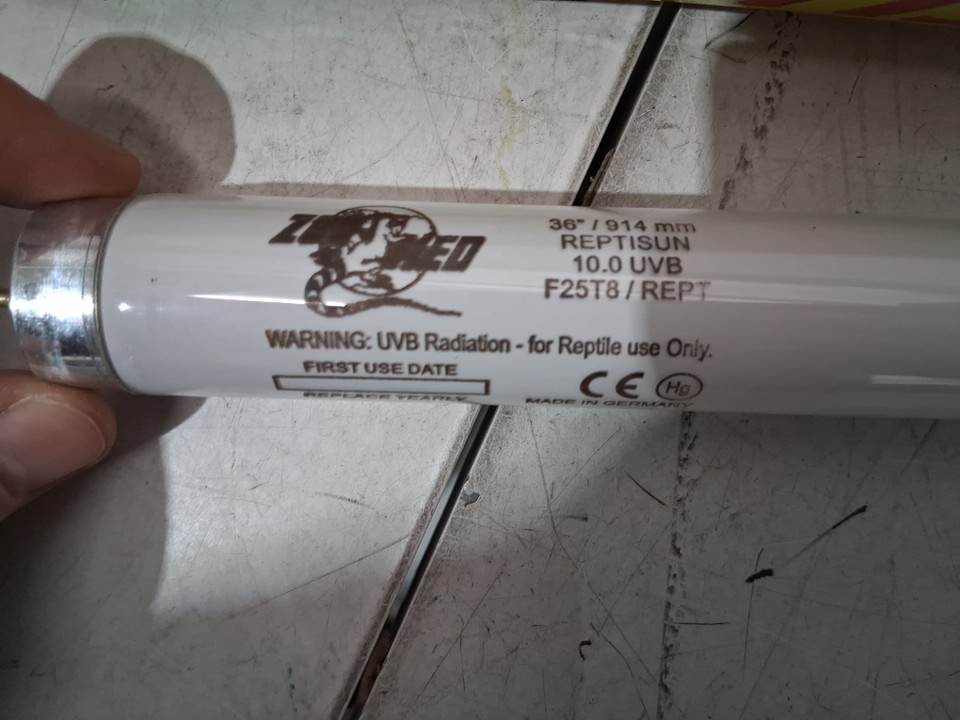 ZOO MED
36" / 914 mm
REPTISUN
10.0 UVB
F25T8 / REPT
WARNING: UVB Radiation - for Reptile use Only.
FIRST USE DATE
REPLACE YEARLY
CE Hg
MADE IN GERMANY